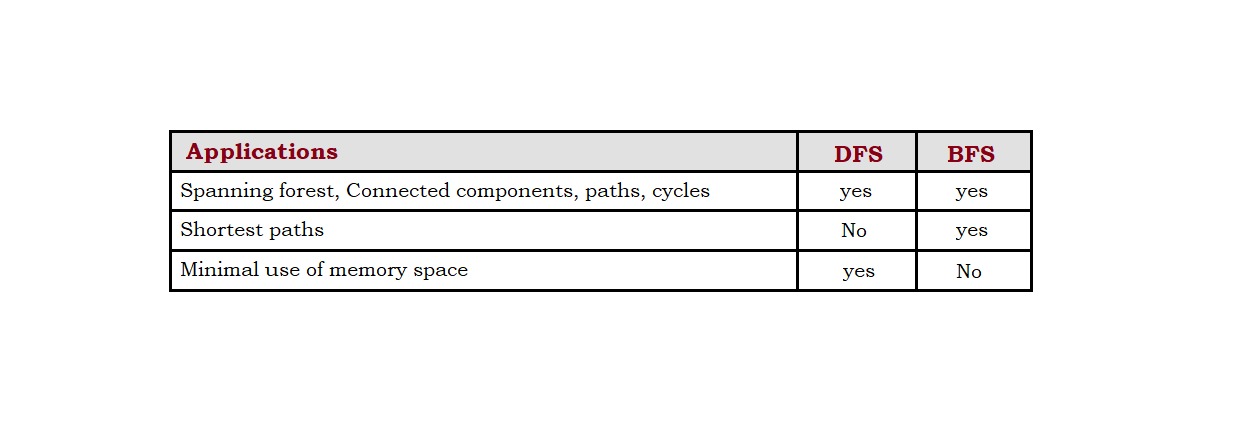 Applications DFS BFS
Spanning forest, Connected components, paths, cycles yes yes
Shortest paths No yes
Minimal use of memory space yes No